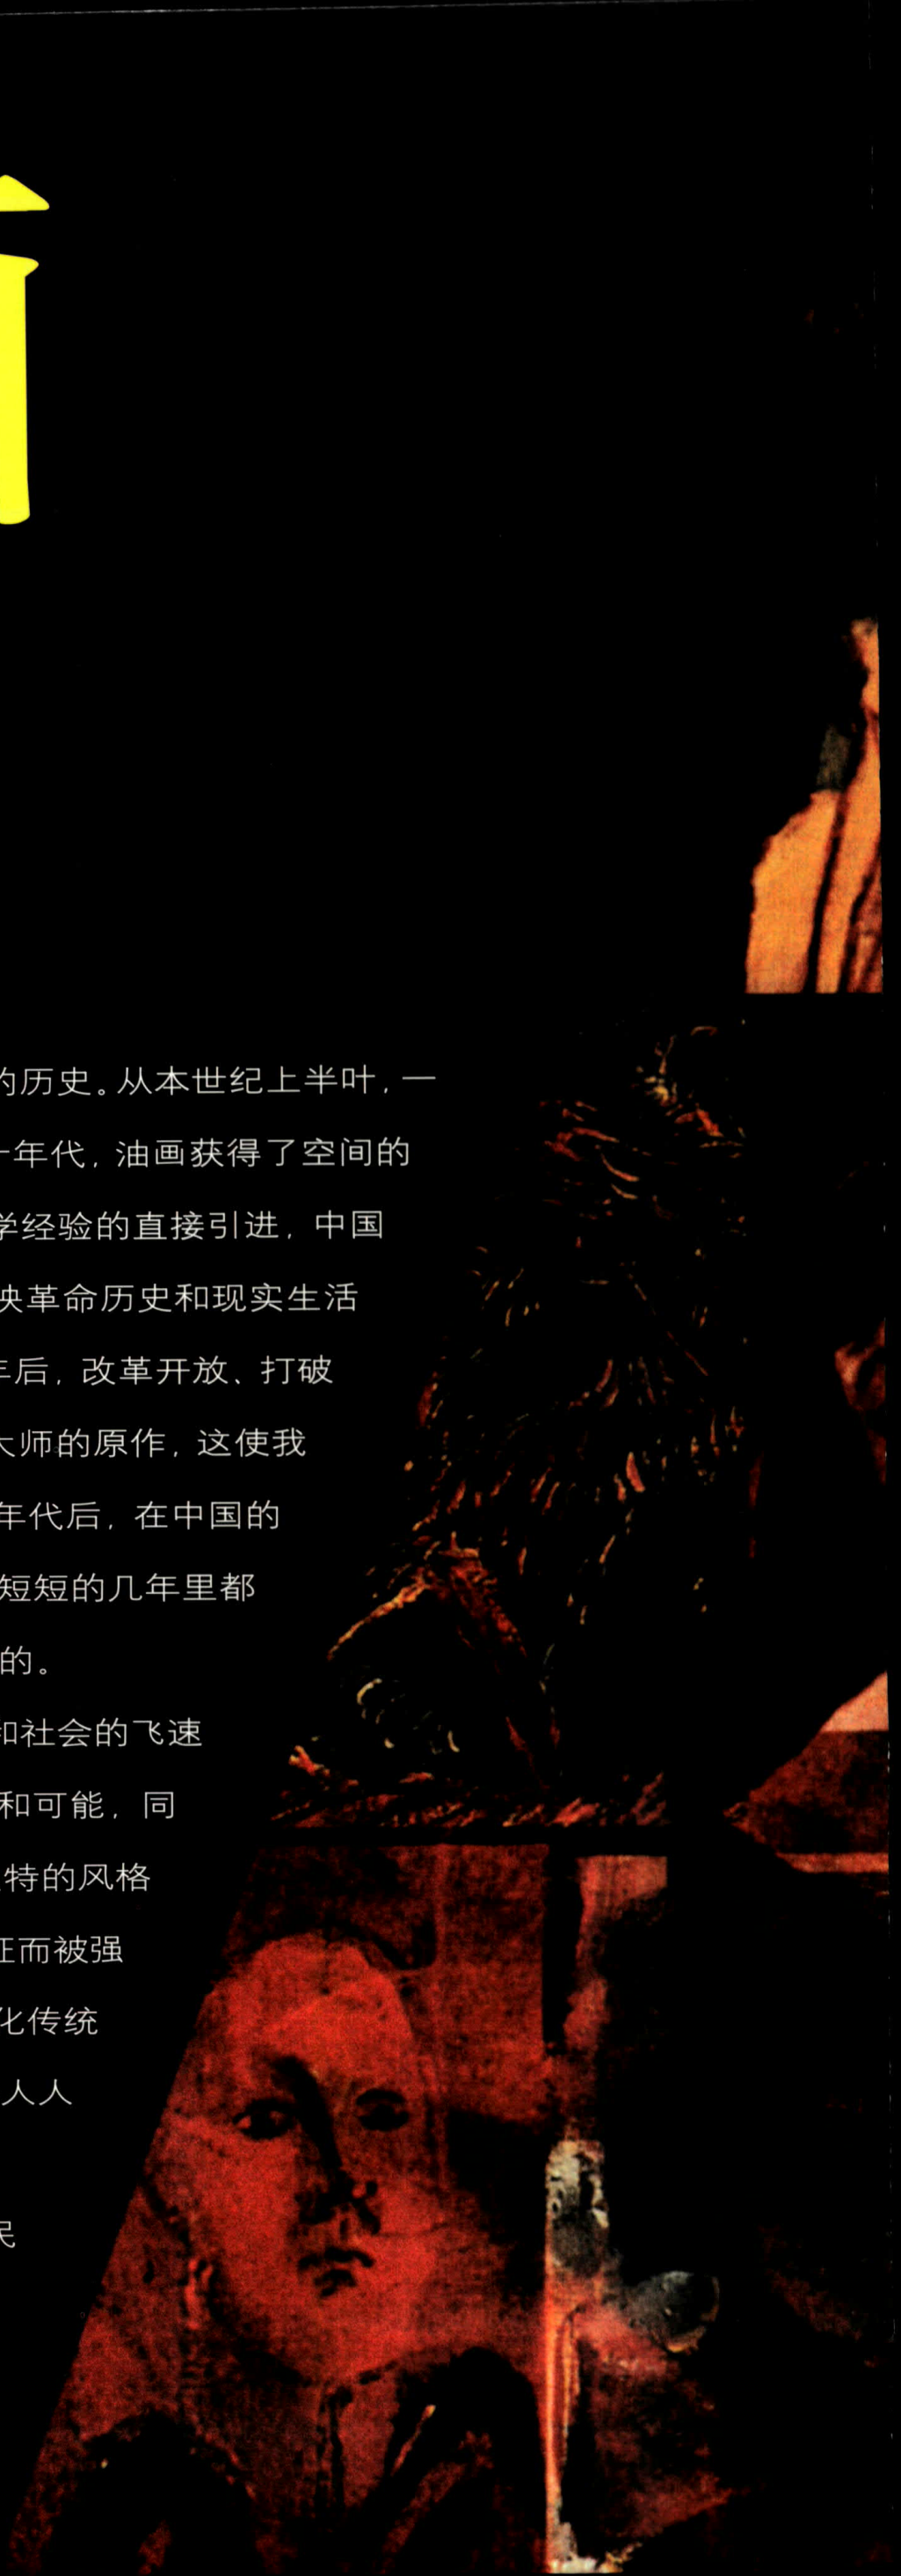 的历史。从本世纪上半叶，一
十年代，油画获得了空间的
学经验的直接引进，中国
映革命历史和现实生活
年后，改革开放、打破
大师的原作，这使我
年代后，在中国的
短短的几年里都
的。
和社会的飞速
和可能，同
特的风格
征而被强
化传统
人人
民